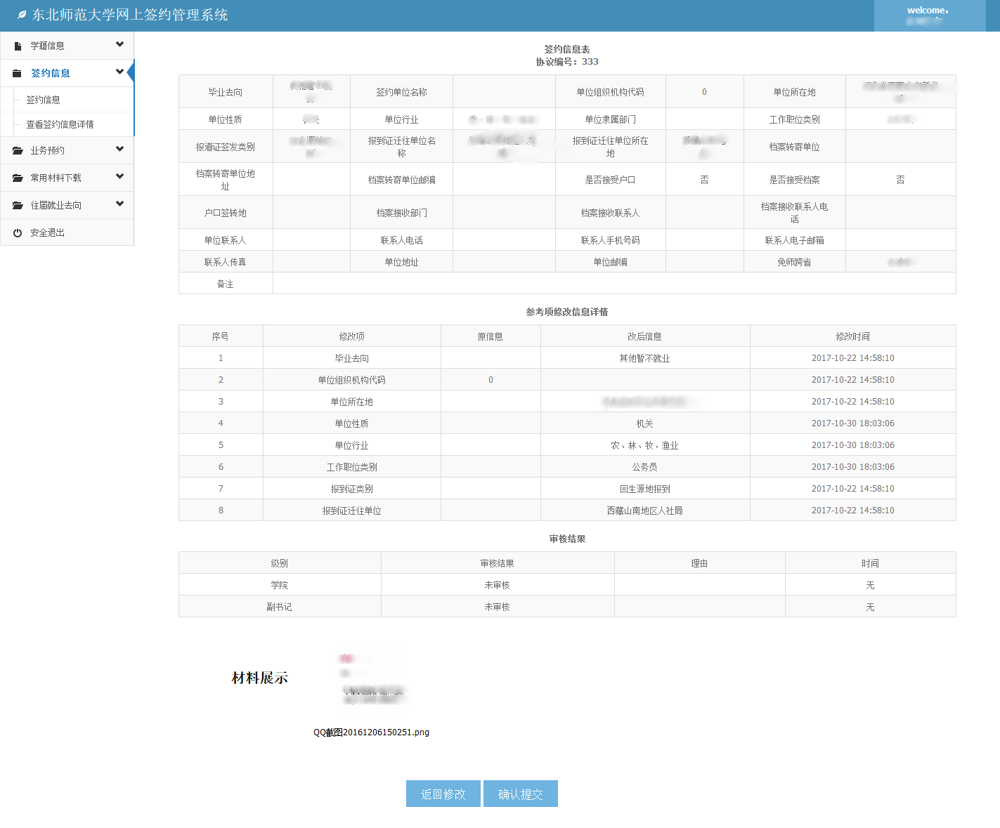 东北师范大学网上签约管理系统
welcome,
学籍信息
签约信息
签约信息
查看签约信息详情
业务预约
常用材料下载
往届就业去向
安全退出
签约信息表
协议编号：333
毕业去向 签约单位名称 单位组织机构代码 0 单位所在地
单位性质 单位行业 单位隶属部门 工作职位类别
报道证签发类别 报到证迁往单位名称 报到证迁往单位所在地 档案转寄单位
档案转寄单位地址 档案转寄单位邮编 是否接受户口 否 是否接受档案 否
户口签转地 档案接收部门 档案接收联系人 档案接收联系人电话
单位联系人 联系人电话 联系人手机号码 联系人电子邮箱
联系人传真 单位地址 单位邮编 免师跨省
备注
参考项修改信息详情
序号 修改项 原信息 改后信息 修改时间
1 毕业去向 其他暂不就业 2017-10-22 14:58:10
2 单位组织机构代码 0 2017-10-22 14:58:10
3 单位所在地 2017-10-22 14:58:10
4 单位性质 机关 2017-10-30 18:03:06
5 单位行业 农、林、牧、渔业 2017-10-30 18:03:06
6 工作职位类别 公务员 2017-10-30 18:03:06
7 报到证类别 回生源地报到 2017-10-22 14:58:10
8 报到证迁往单位 西藏山南地区人社局 2017-10-22 14:58:10
审核结果
级别 审核结果 理由 时间
学院 未审核 无
副书记 未审核 无
材料展示
QQ截图20161206150251.png
返回修改 确认提交